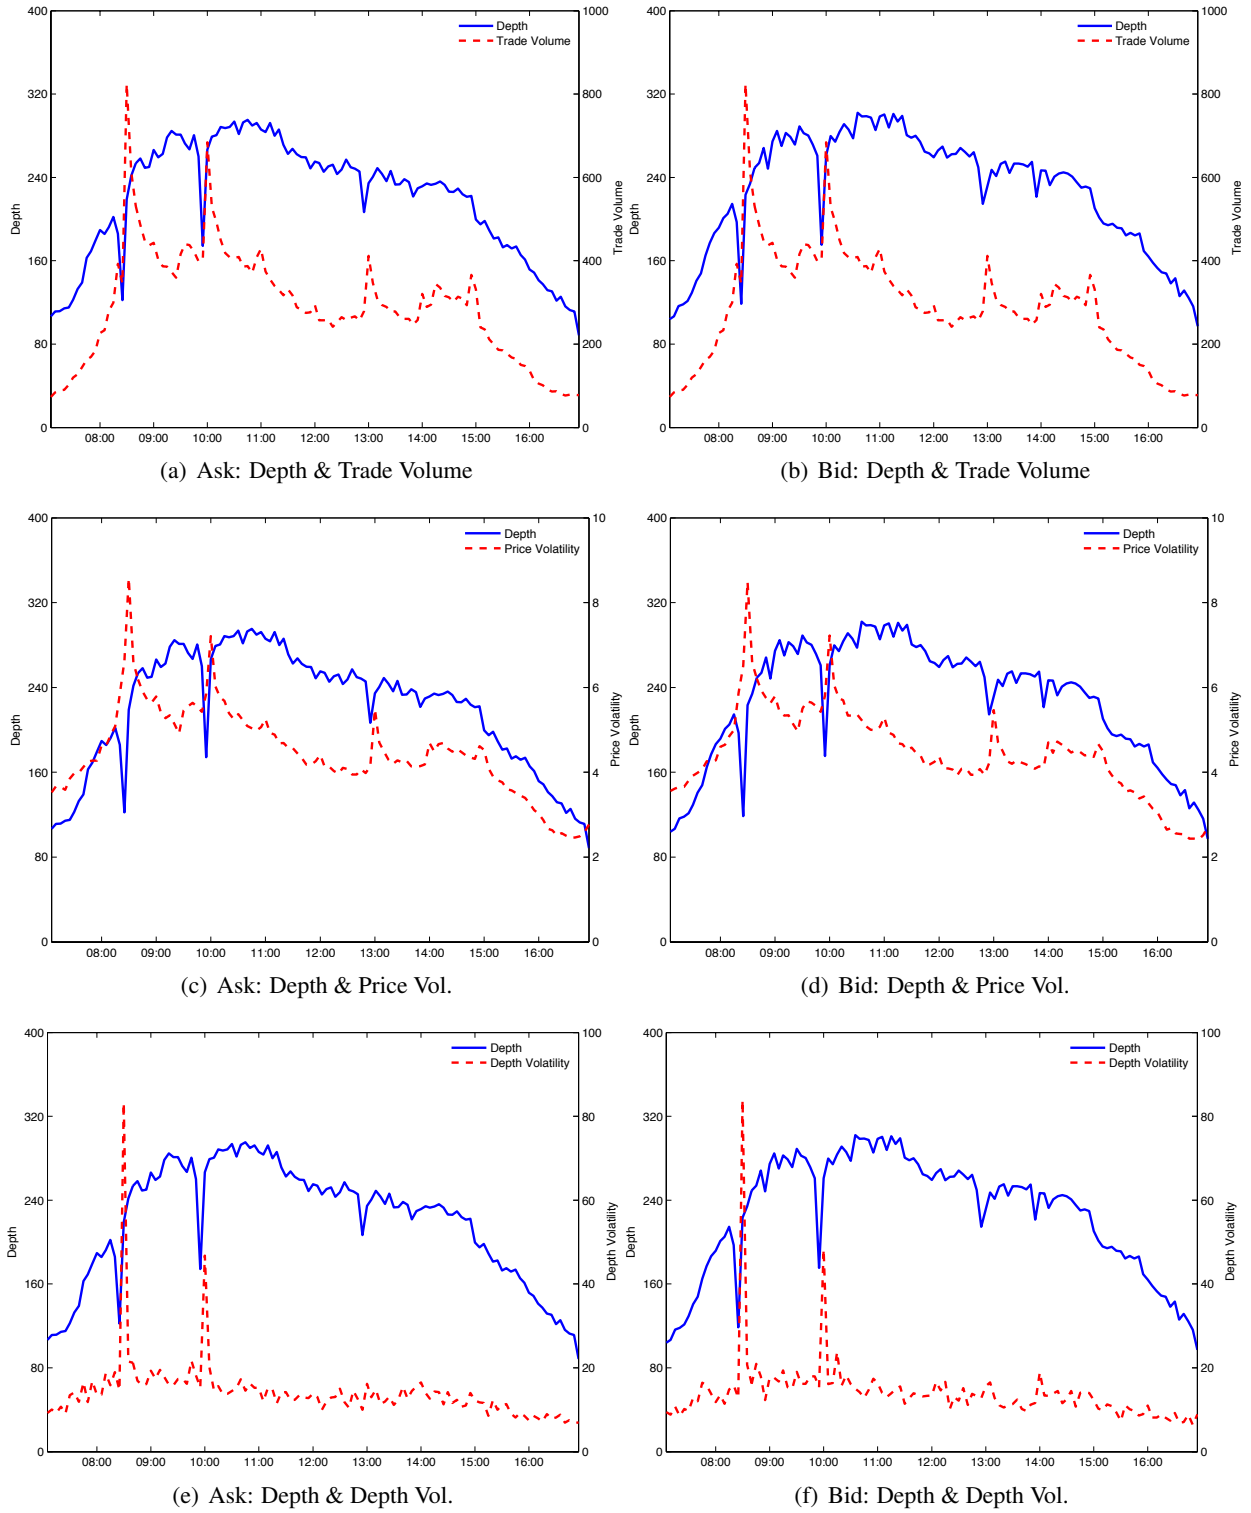 400
320
240
160
80
0
Depth
1000
800
600
400
200
0
Trade Volume
Depth
Trade Volume
08:00 09:00 10:00 11:00 12:00 13:00 14:00 15:00 16:00
(a) Ask: Depth & Trade Volume
400
320
240
160
80
0
Depth
1000
800
600
400
200
0
Trade Volume
Depth
Trade Volume
08:00 09:00 10:00 11:00 12:00 13:00 14:00 15:00 16:00
(b) Bid: Depth & Trade Volume
400
320
240
160
80
0
Depth
10
8
6
4
2
0
Price Volatility
Depth
Price Volatility
08:00 09:00 10:00 11:00 12:00 13:00 14:00 15:00 16:00
(c) Ask: Depth & Price Vol.
400
320
240
160
80
0
Depth
10
8
6
4
2
0
Price Volatility
Depth
Price Volatility
08:00 09:00 10:00 11:00 12:00 13:00 14:00 15:00 16:00
(d) Bid: Depth & Price Vol.
400
320
240
160
80
0
Depth
100
80
60
40
20
0
Depth Volatility
Depth
Depth Volatility
08:00 09:00 10:00 11:00 12:00 13:00 14:00 15:00 16:00
(e) Ask: Depth & Depth Vol.
400
320
240
160
80
0
Depth
100
80
60
40
20
0
Depth Volatility
Depth
Depth Volatility
08:00 09:00 10:00 11:00 12:00 13:00 14:00 15:00 16:00
(f) Bid: Depth & Depth Vol.